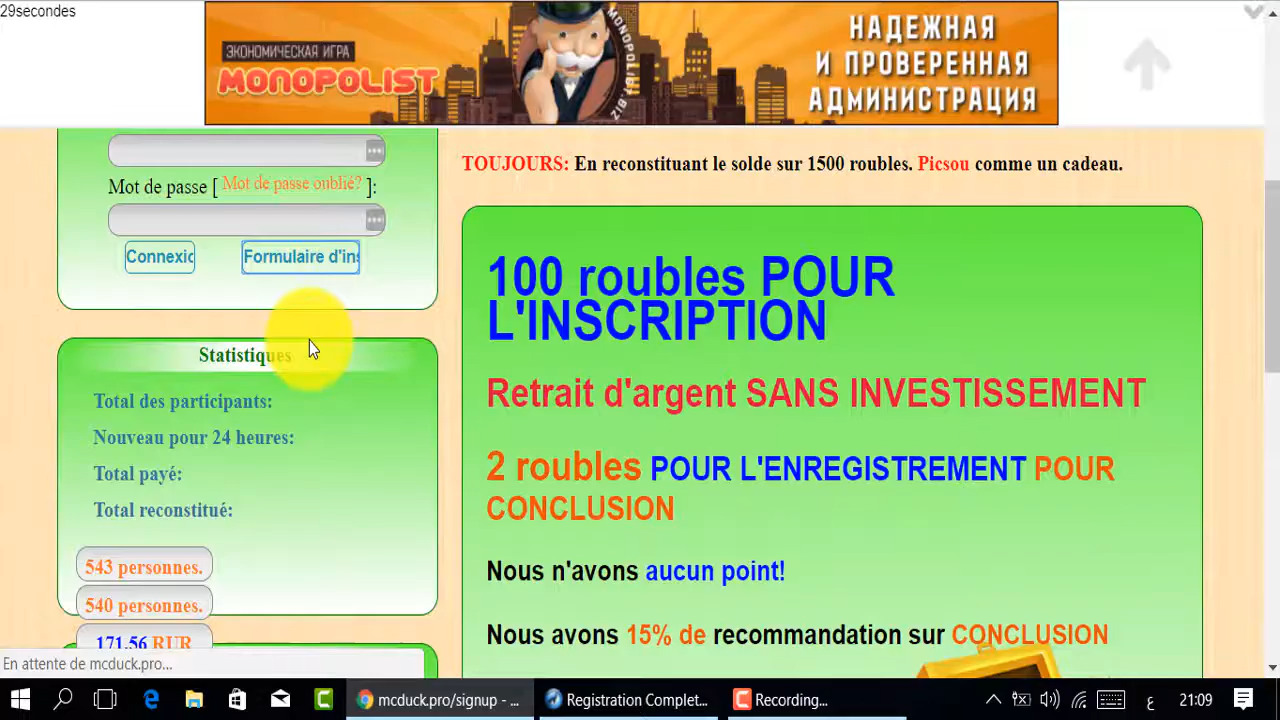 29secondes
ЭКОНОМИЧЕСКАЯ ИГРА
MONOPOLIST
MONOPOLIST.BIZ
НАДЕЖНАЯ
И ПРОВЕРЕННАЯ
АДМИНИСТРАЦИЯ
Mot de passe [ Mot de passe oublié? ]:
Connexic
Formulaire d'ins
Statistiques
Total des participants:
Nouveau pour 24 heures:
Total payé:
Total reconstitué:
543 personnes.
540 personnes.
171.56 RUR
TOUJOURS: En reconstituant le solde sur 1500 roubles. Picsou comme un cadeau.
100 roubles POUR
L'INSCRIPTION
Retrait d'argent SANS INVESTISSEMENT
2 roubles POUR L'ENREGISTREMENT POUR
CONCLUSION
Nous n'avons aucun point!
Nous avons 15% de recommandation sur CONCLUSION
En attente de mcduck.pro...
mcduck.pro/signup - ...
Registration Complet...
Recording...
ع
21:09